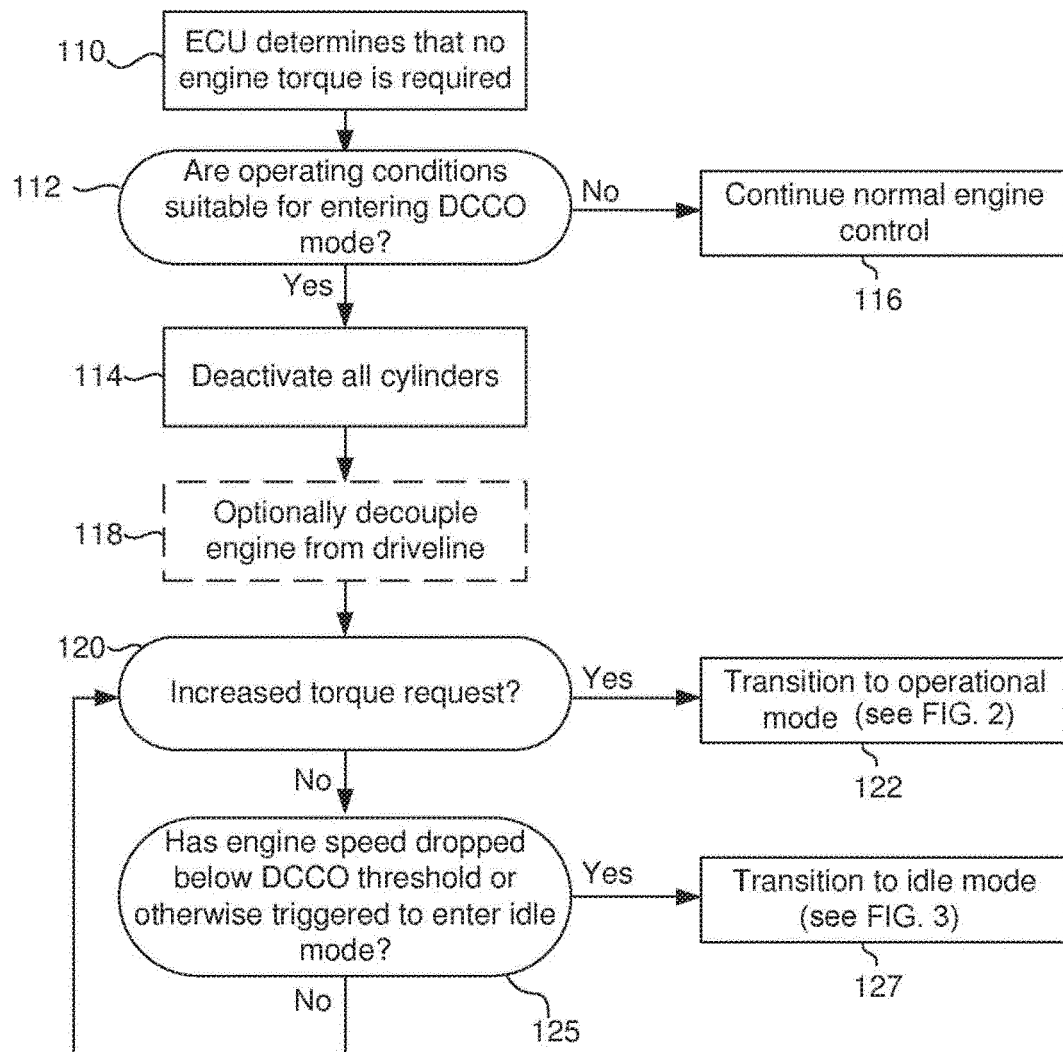 110
ECU determines that no
engine torque is required
112
Are operating conditions
suitable for entering DCCO
mode?
No
Continue normal engine
control
116
Yes
114
Deactivate all cylinders
118
Optionally decouple
engine from driveline
120
Increased torque request?
Yes
Transition to operational
mode (see FIG. 2)
122
No
Has engine speed dropped
below DCCO threshold or
otherwise triggered to enter idle
mode?
Yes
Transition to idle mode
(see FIG. 3)
127
No
125